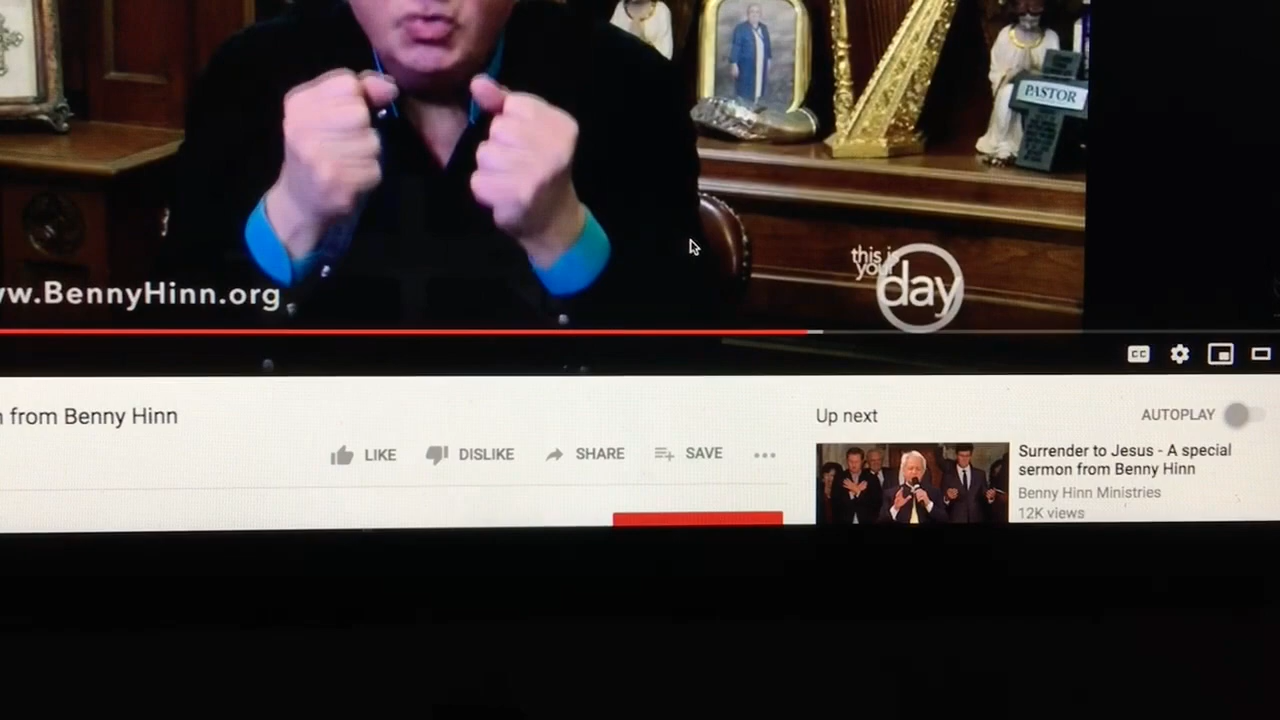 PASTOR
this is
your
day
w.BennyHinn.org
CC
from Benny Hinn
Up next
AUTOPLAY
LIKE
DISLIKE
SHARE
SAVE
Surrender to Jesus - A special
sermon from Benny Hinn
Benny Hinn Ministries
12K views